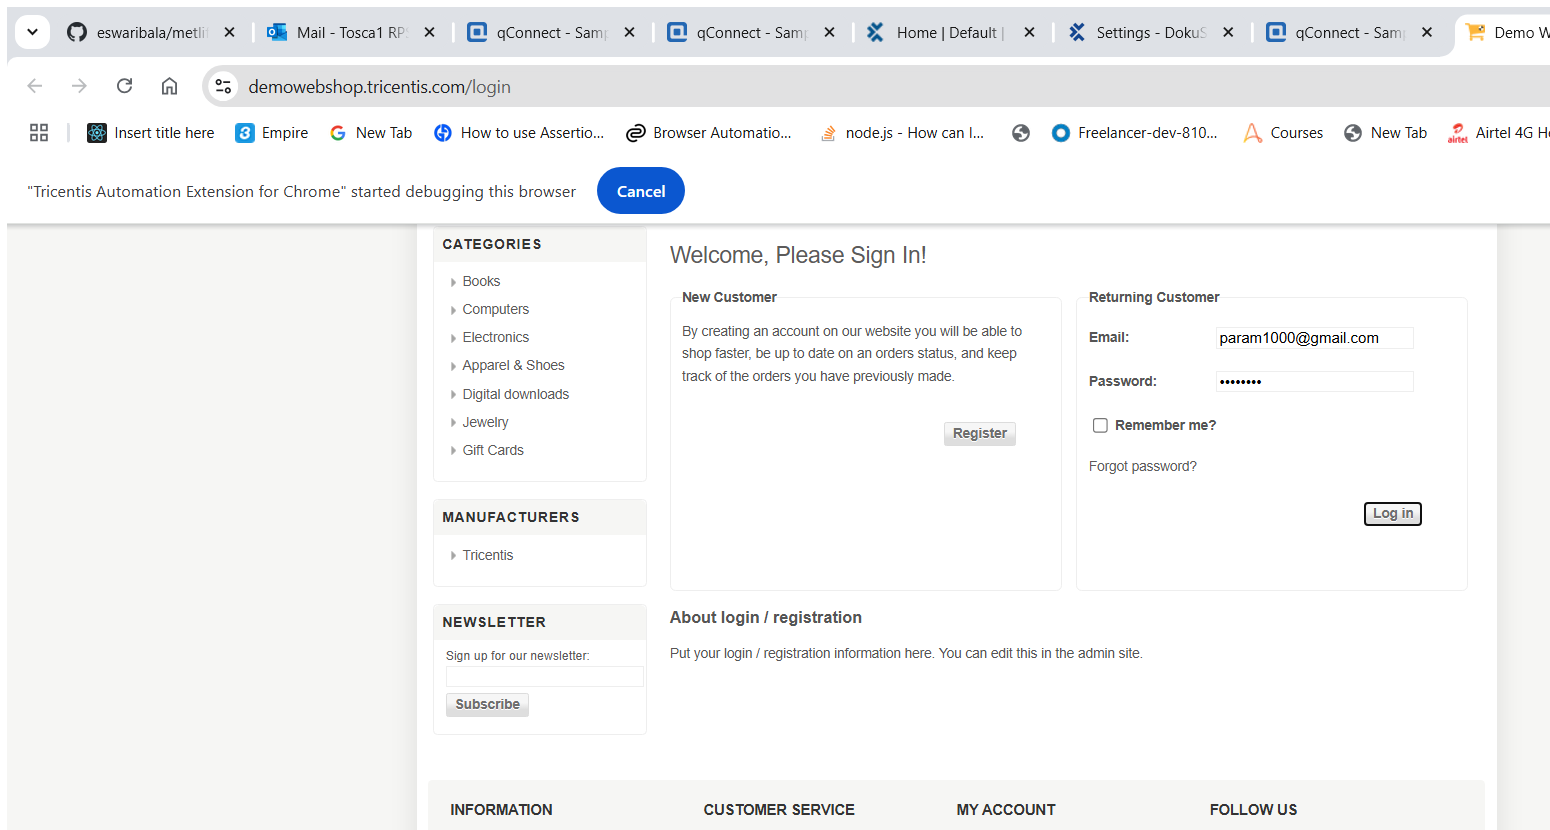 eswaribala/metlif
Mail - Tosca1 RPS
qConnect - Samp
qConnect - Samp
Home | Default |
Settings - DokuS
qConnect - Samp
Demo W
demowebshop.tricentis.com/login
Insert title here
Empire
New Tab
How to use Assertio...
Browser Automatio...
node.js - How can I...
Freelancer-dev-810...
Courses
New Tab
airtel
Airtel 4G Ho
"Tricentis Automation Extension for Chrome" started debugging this browser
Cancel
CATEGORIES
Books
Computers
Electronics
Apparel & Shoes
Digital downloads
Jewelry
Gift Cards
MANUFACTURERS
Tricentis
NEWSLETTER
Sign up for our newsletter:
Subscribe
Welcome, Please Sign In!
New Customer
By creating an account on our website you will be able to
shop faster, be up to date on an orders status, and keep
track of the orders you have previously made.
Register
Returning Customer
Email:
param1000@gmail.com
Password:
••••••••
Remember me?
Forgot password?
Log in
About login / registration
Put your login / registration information here. You can edit this in the admin site.
INFORMATION
CUSTOMER SERVICE
MY ACCOUNT
FOLLOW US